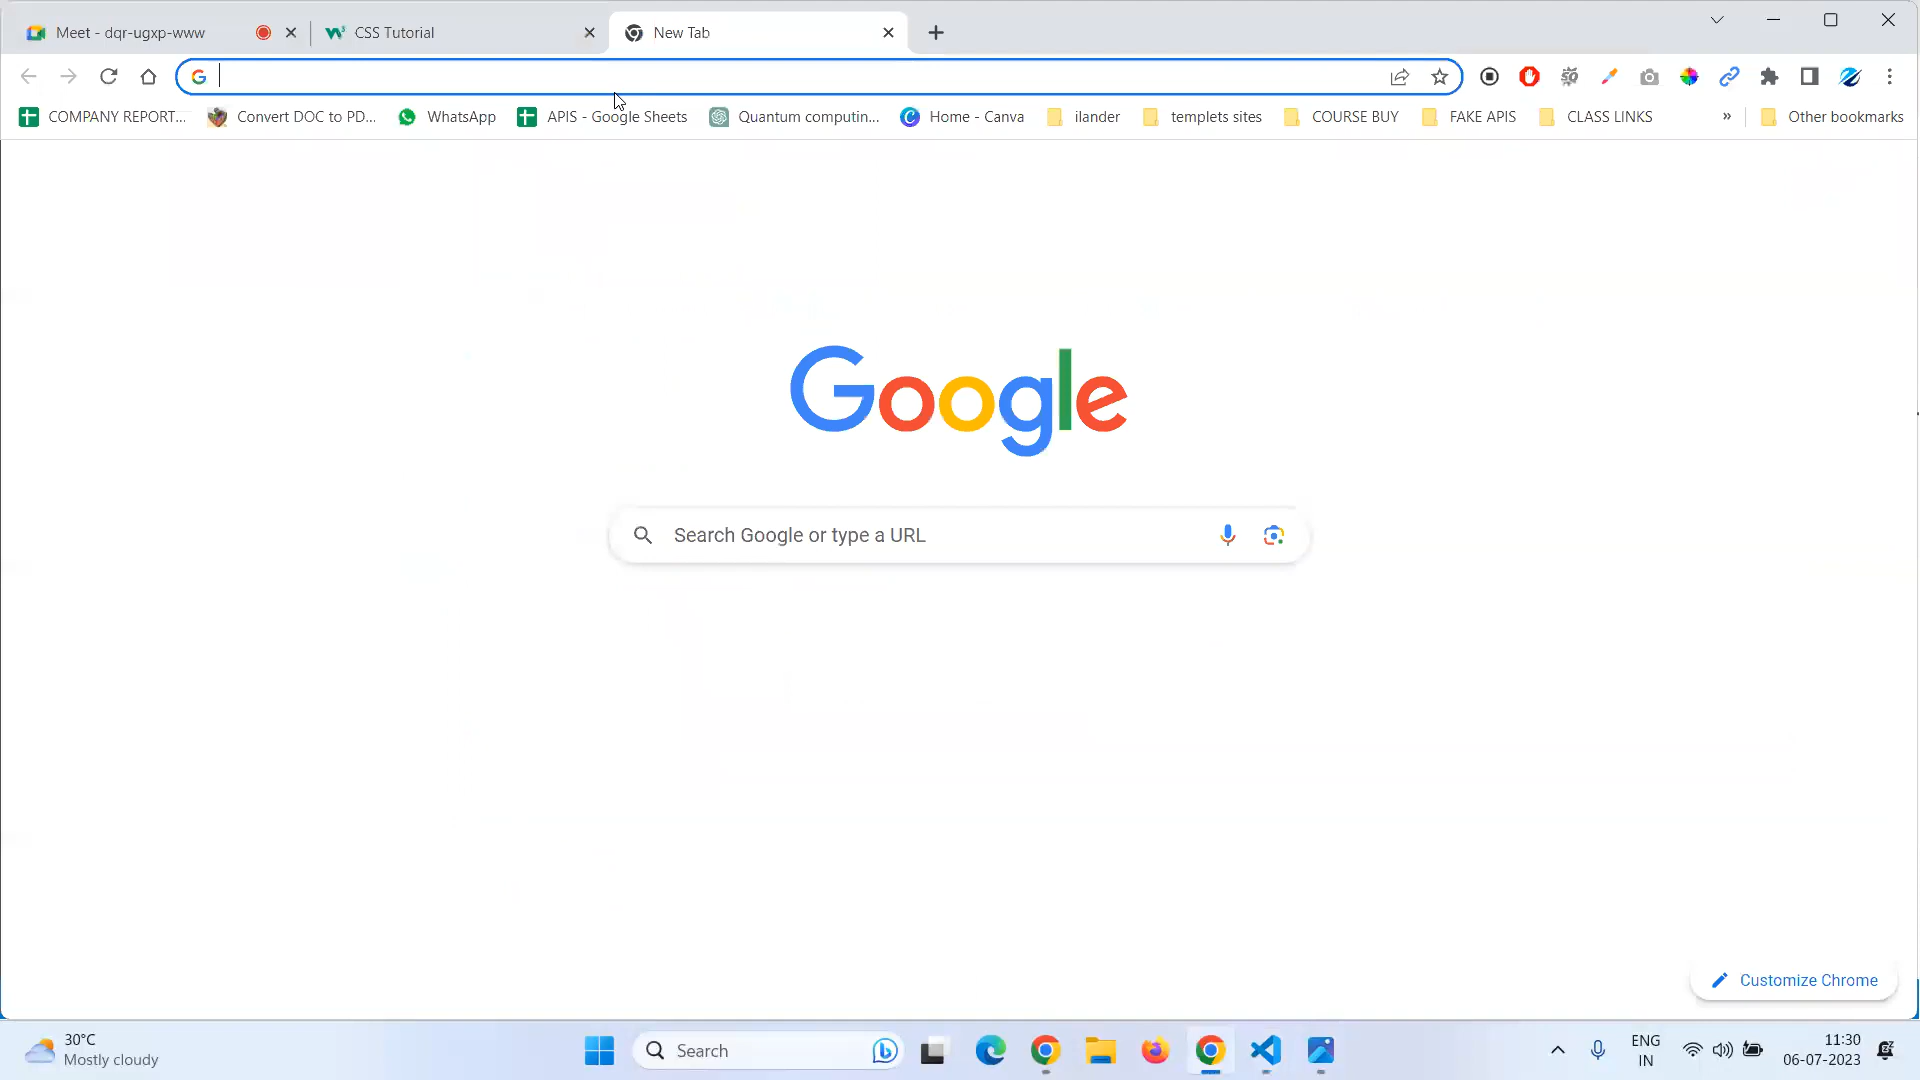 Meet - dqr-ugxp-www
CSS Tutorial
New Tab
COMPANY REPORT...
Convert DOC to PD...
WhatsApp
APIS - Google Sheets
Quantum computin...
Home - Canva
ilander
templets sites
COURSE BUY
FAKE APIS
CLASS LINKS
»
Other bookmarks
Google
Search Google or type a URL
Customize Chrome
30°C
Mostly cloudy
Search
ENG
IN
11:30
06-07-2023